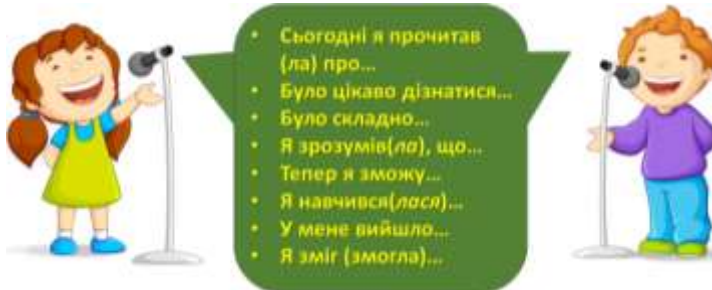 • Сьогодні я прочитав
(ла) про...
• Було цікаво дізнатися...
• Було складно...
• Я зрозумів(ла), що...
• Тепер я зможу...
• Я навчився(лася)...
• У мене вийшло...
• Я зміг (змогла)...